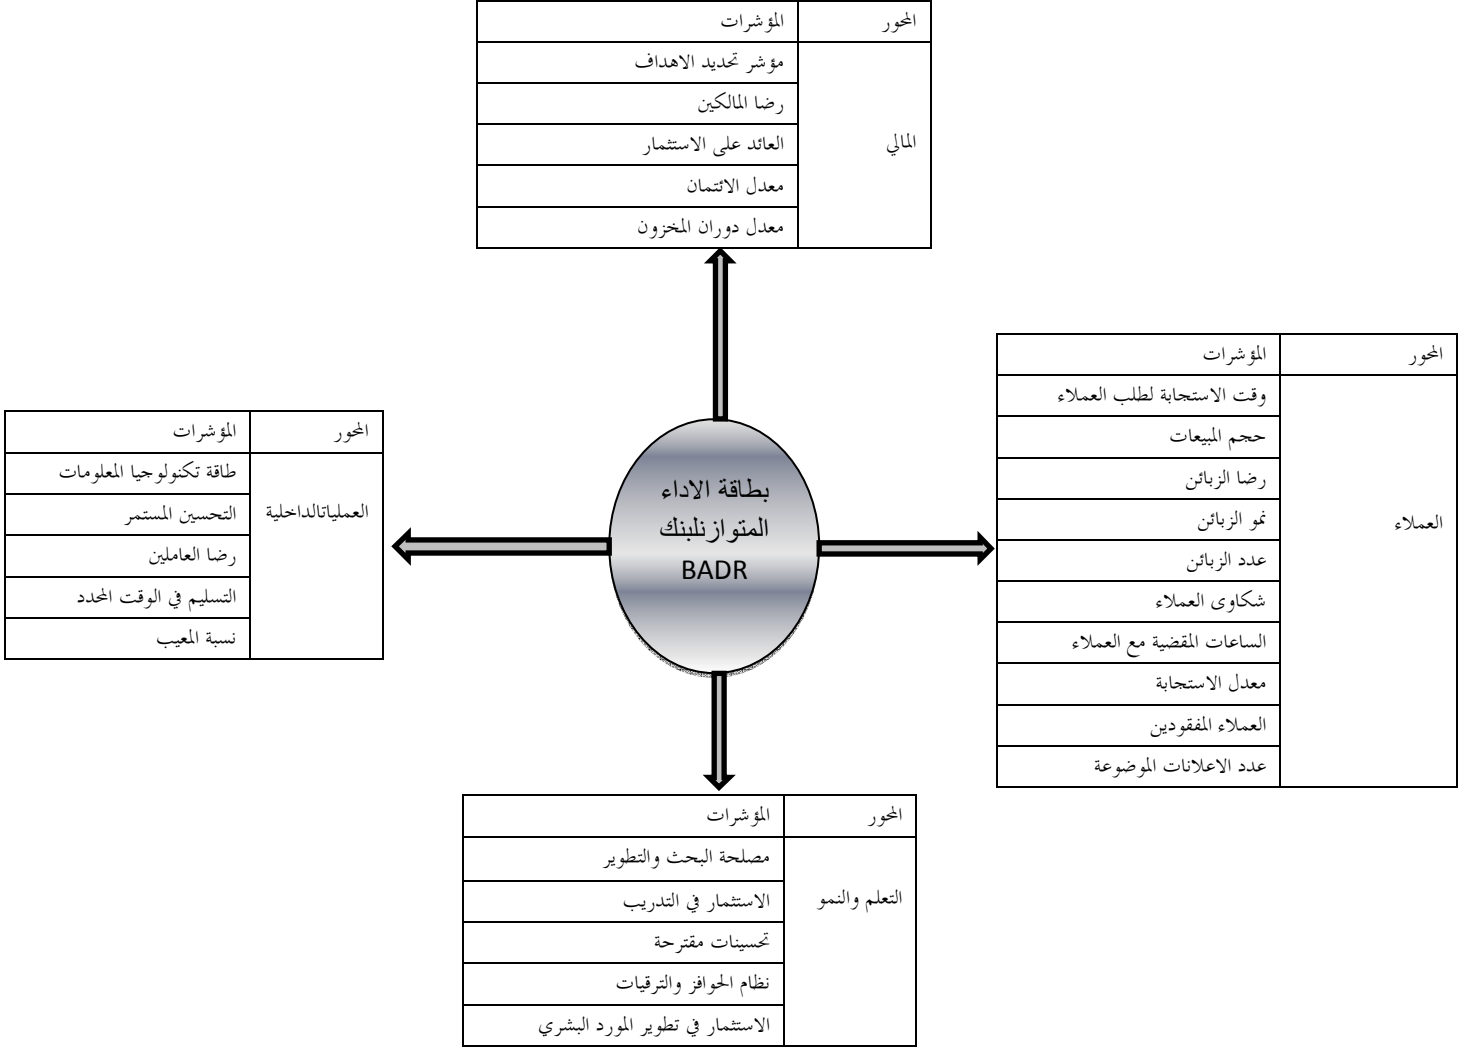 المحور المؤشرات
المالي
مؤشر تحديد الاهداف
رضا المالكين
العائد على الاستثمار
معدل الائتمان
معدل دوران المخزون
المحور المؤشرات
العملاء
وقت الاستجابة لطلب العملاء
حجم المبيعات
رضا الزبائن
نمو الزبائن
عدد الزبائن
شكاوى العملاء
الساعات المقضية مع العملاء
معدل الاستجابة
العملاء المفقودين
عدد الاعلانات الموضوعة
بطاقة الاداء
المتوازنلبنك
BADR
المحور المؤشرات
العملياتالداخلية
طاقة تكنولوجيا المعلومات
التحسين المستمر
رضا العاملين
التسليم في الوقت المحدد
نسبة المعيب
المحور المؤشرات
التعلم والنمو
مصلحة البحث والتطوير
الاستثمار في التدريب
تحسينات مقترحة
نظام الحوافز والترقيات
الاستثمار في تطوير المورد البشري